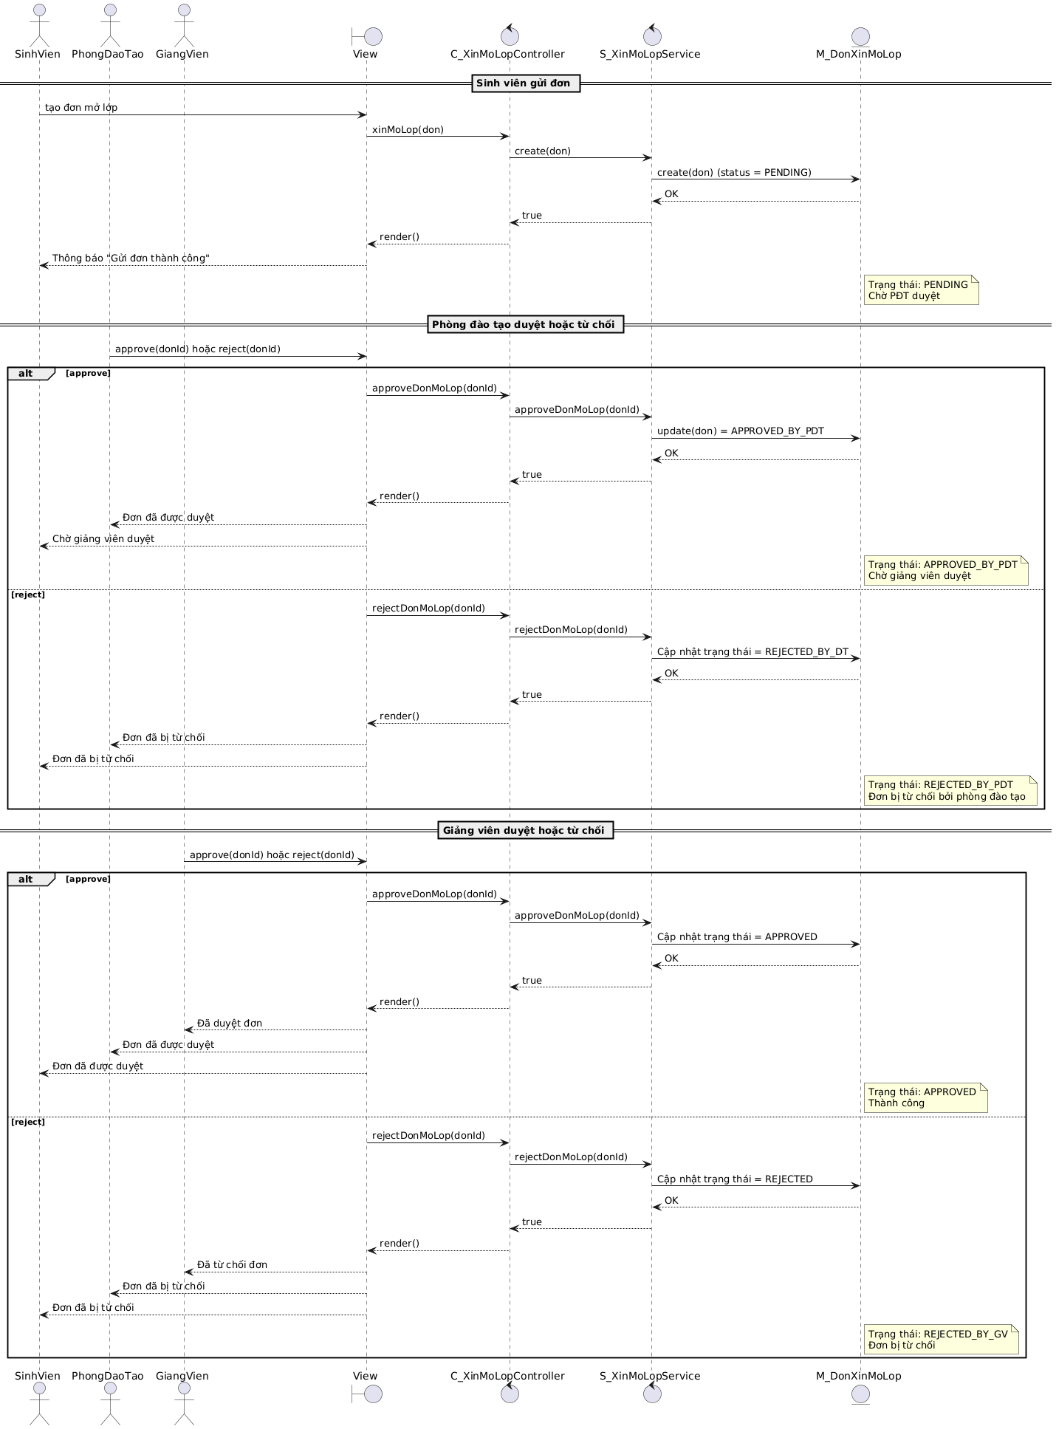 SinhVien PhongDaoTao GiangVien View C_XinMoLopController S_XinMoLopService M_DonXinMoLop
Sinh viên gửi đơn
tạo đơn mở lớp
xinMoLop(don)
create(don)
create(don) (status = PENDING)
OK
true
render()
Thông báo "Gửi đơn thành công"
Trạng thái: PENDING
Chờ PĐT duyệt
Phòng đào tạo duyệt hoặc từ chối
approve(donId) hoặc reject(donId)
alt [approve]
approveDonMoLop(donId)
approveDonMoLop(donId)
update(don) = APPROVED_BY_PDT
OK
true
render()
Đơn đã được duyệt
Chờ giảng viên duyệt
Trạng thái: APPROVED_BY_PDT
Chờ giảng viên duyệt
[reject]
rejectDonMoLop(donId)
rejectDonMoLop(donId)
Cập nhật trạng thái = REJECTED_BY_DT
OK
true
render()
Đơn đã bị từ chối
Đơn đã bị từ chối
Trạng thái: REJECTED_BY_PDT
Đơn bị từ chối bởi phòng đào tạo
Giảng viên duyệt hoặc từ chối
approve(donId) hoặc reject(donId)
alt [approve]
approveDonMoLop(donId)
approveDonMoLop(donId)
Cập nhật trạng thái = APPROVED
OK
true
render()
Đã duyệt đơn
Đơn đã được duyệt
Đơn đã được duyệt
Trạng thái: APPROVED
Thành công
[reject]
rejectDonMoLop(donId)
rejectDonMoLop(donId)
Cập nhật trạng thái = REJECTED
OK
true
render()
Đã từ chối đơn
Đơn đã bị từ chối
Đơn đã bị từ chối
Trạng thái: REJECTED_BY_GV
Đơn bị từ chối
SinhVien PhongDaoTao GiangVien View C_XinMoLopController S_XinMoLopService M_DonXinMoLop